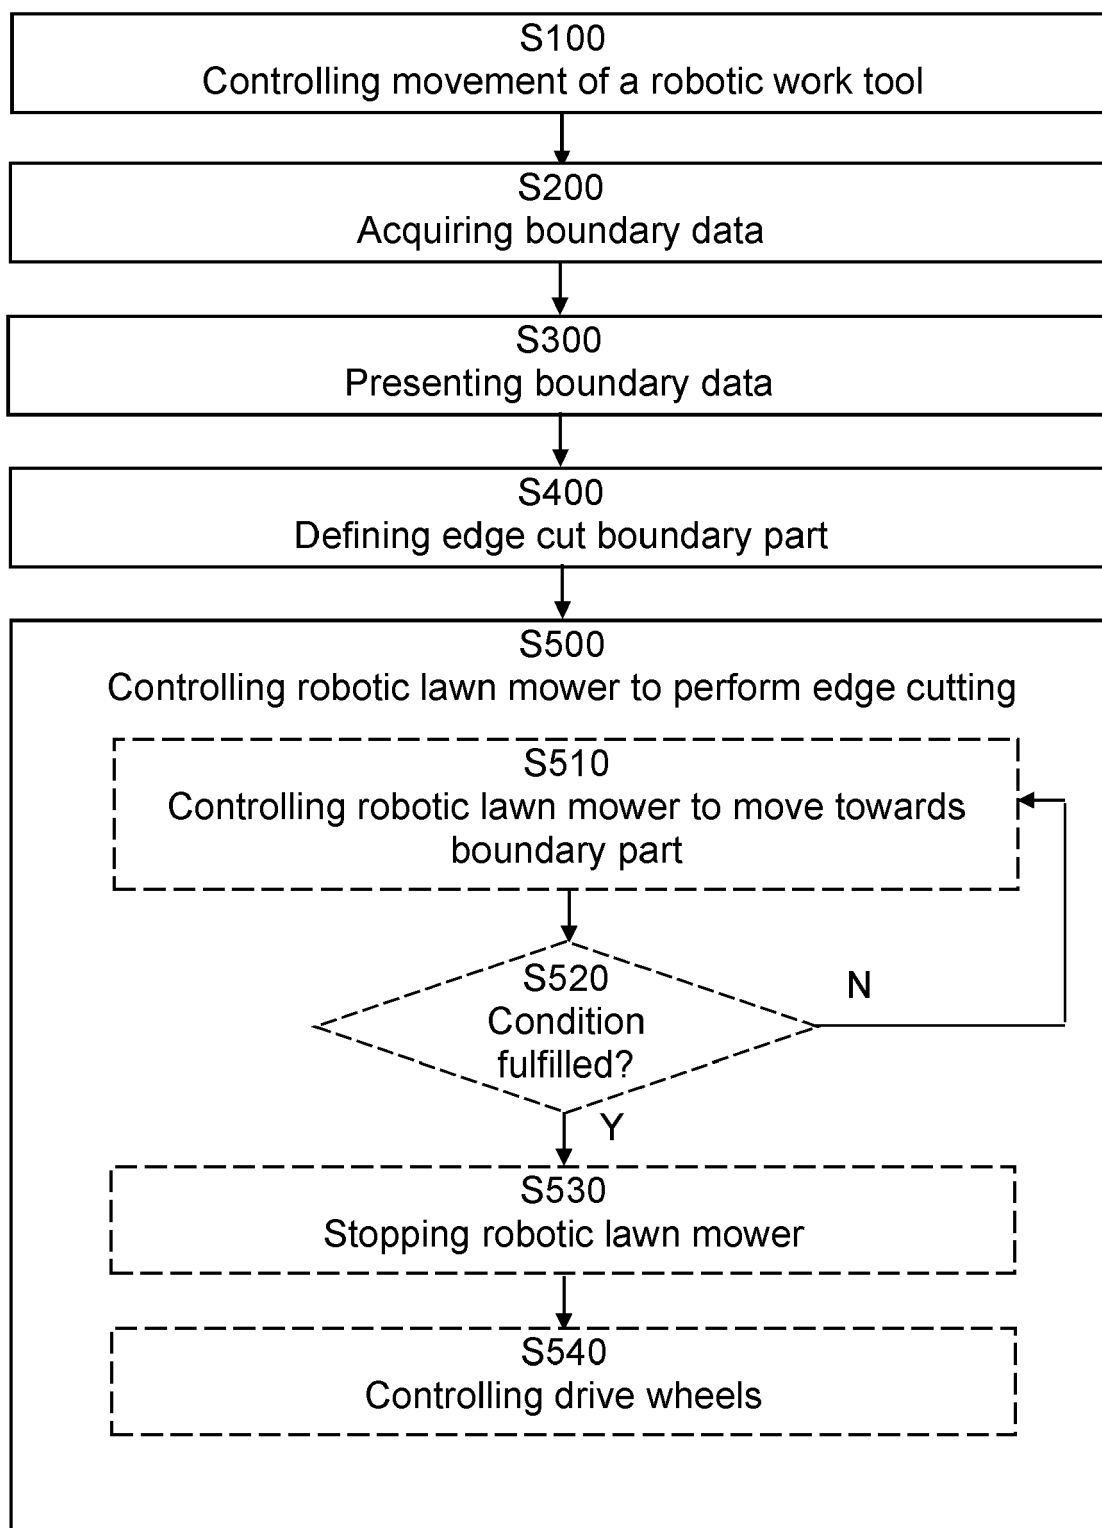 S100
Controlling movement of a robotic work tool
S200
Acquiring boundary data
S300
Presenting boundary data
S400
Defining edge cut boundary part
S500
Controlling robotic lawn mower to perform edge cutting
S510
Controlling robotic lawn mower to move towards
boundary part
S520
Condition
fulfilled?
N
Y
S530
Stopping robotic lawn mower
S540
Controlling drive wheels